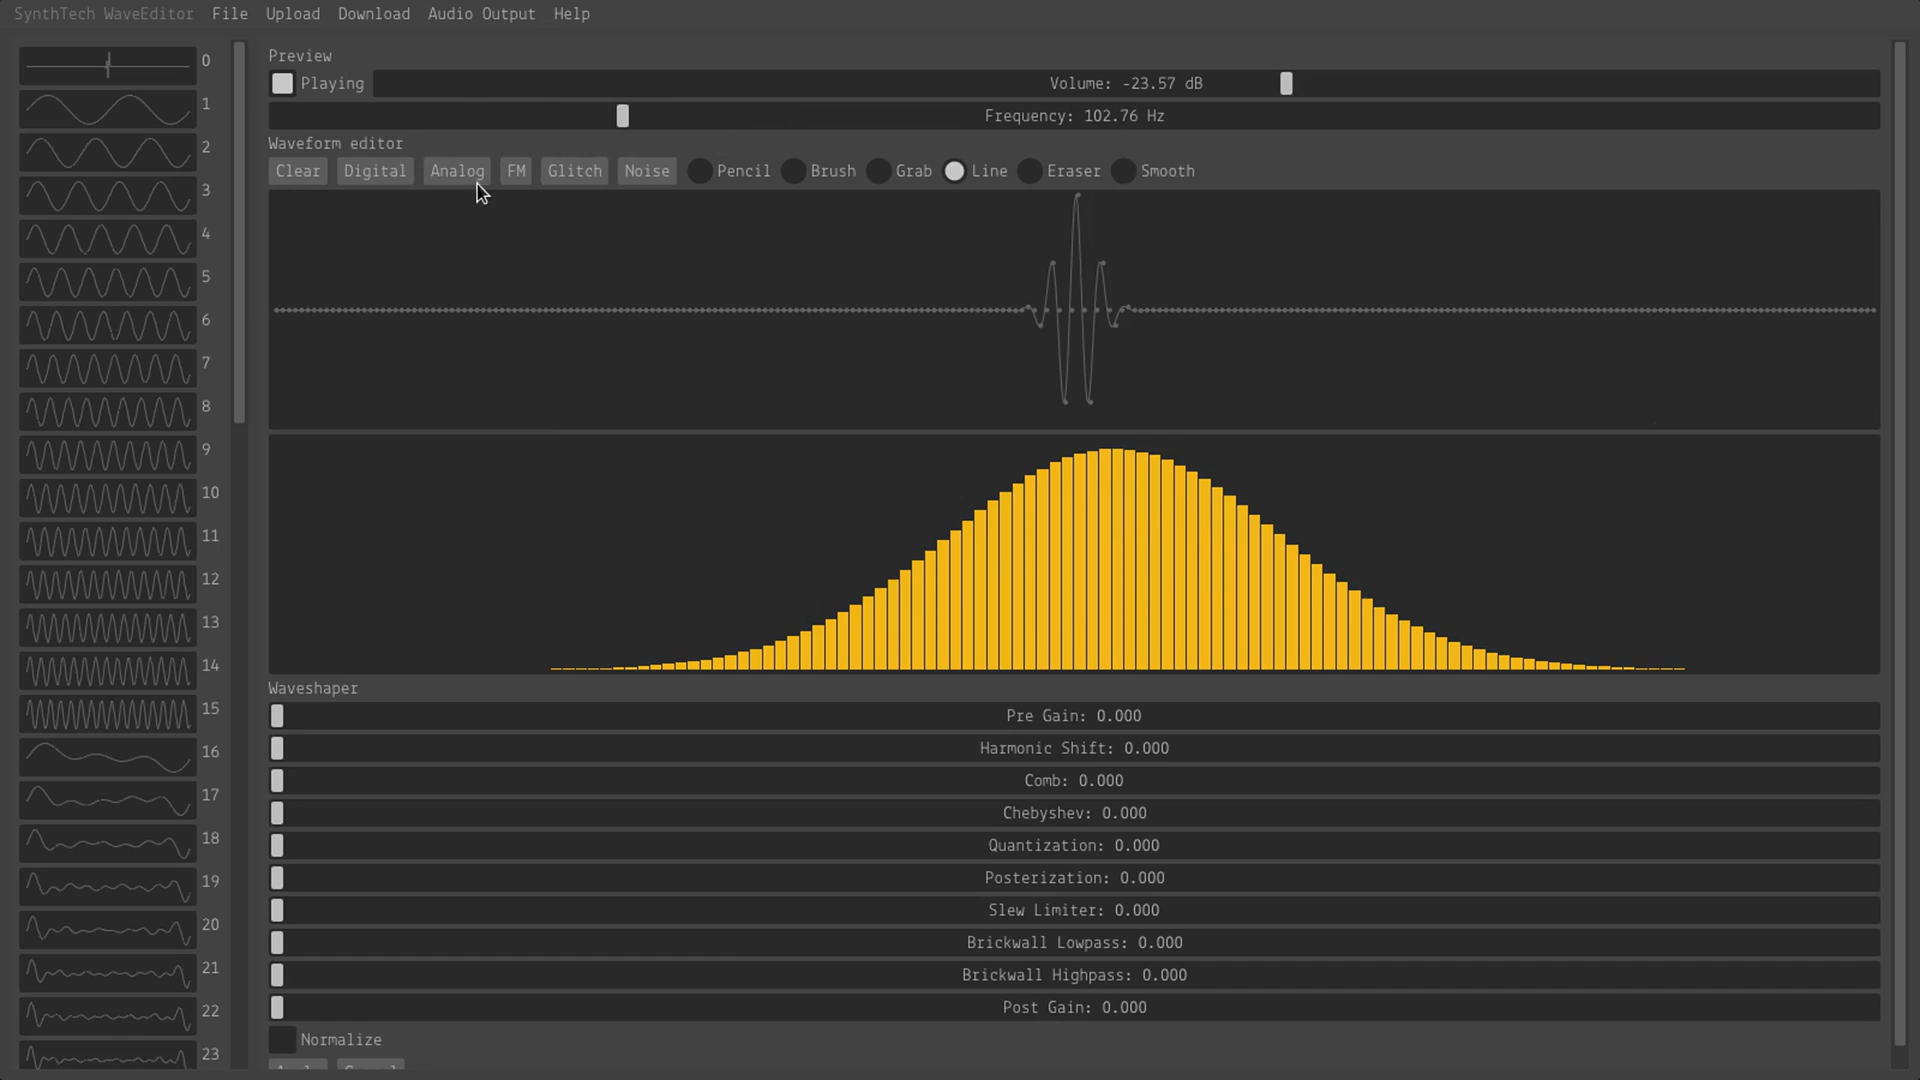 SynthTech WaveEditor File Upload Download Audio Output Help
0
1
2
3
4
5
6
7
8
9
10
11
12
13
14
15
16
17
18
19
20
21
22
23
Preview
Playing Volume: -23.57 dB
Frequency: 102.76 Hz
Waveform editor
Clear Digital Analog FM Glitch Noise Pencil Brush Grab Line Eraser Smooth
Waveshaper
Pre Gain: 0.000
Harmonic Shift: 0.000
Comb: 0.000
Chebyshev: 0.000
Quantization: 0.000
Posterization: 0.000
Slew Limiter: 0.000
Brickwall Lowpass: 0.000
Brickwall Highpass: 0.000
Post Gain: 0.000
Normalize